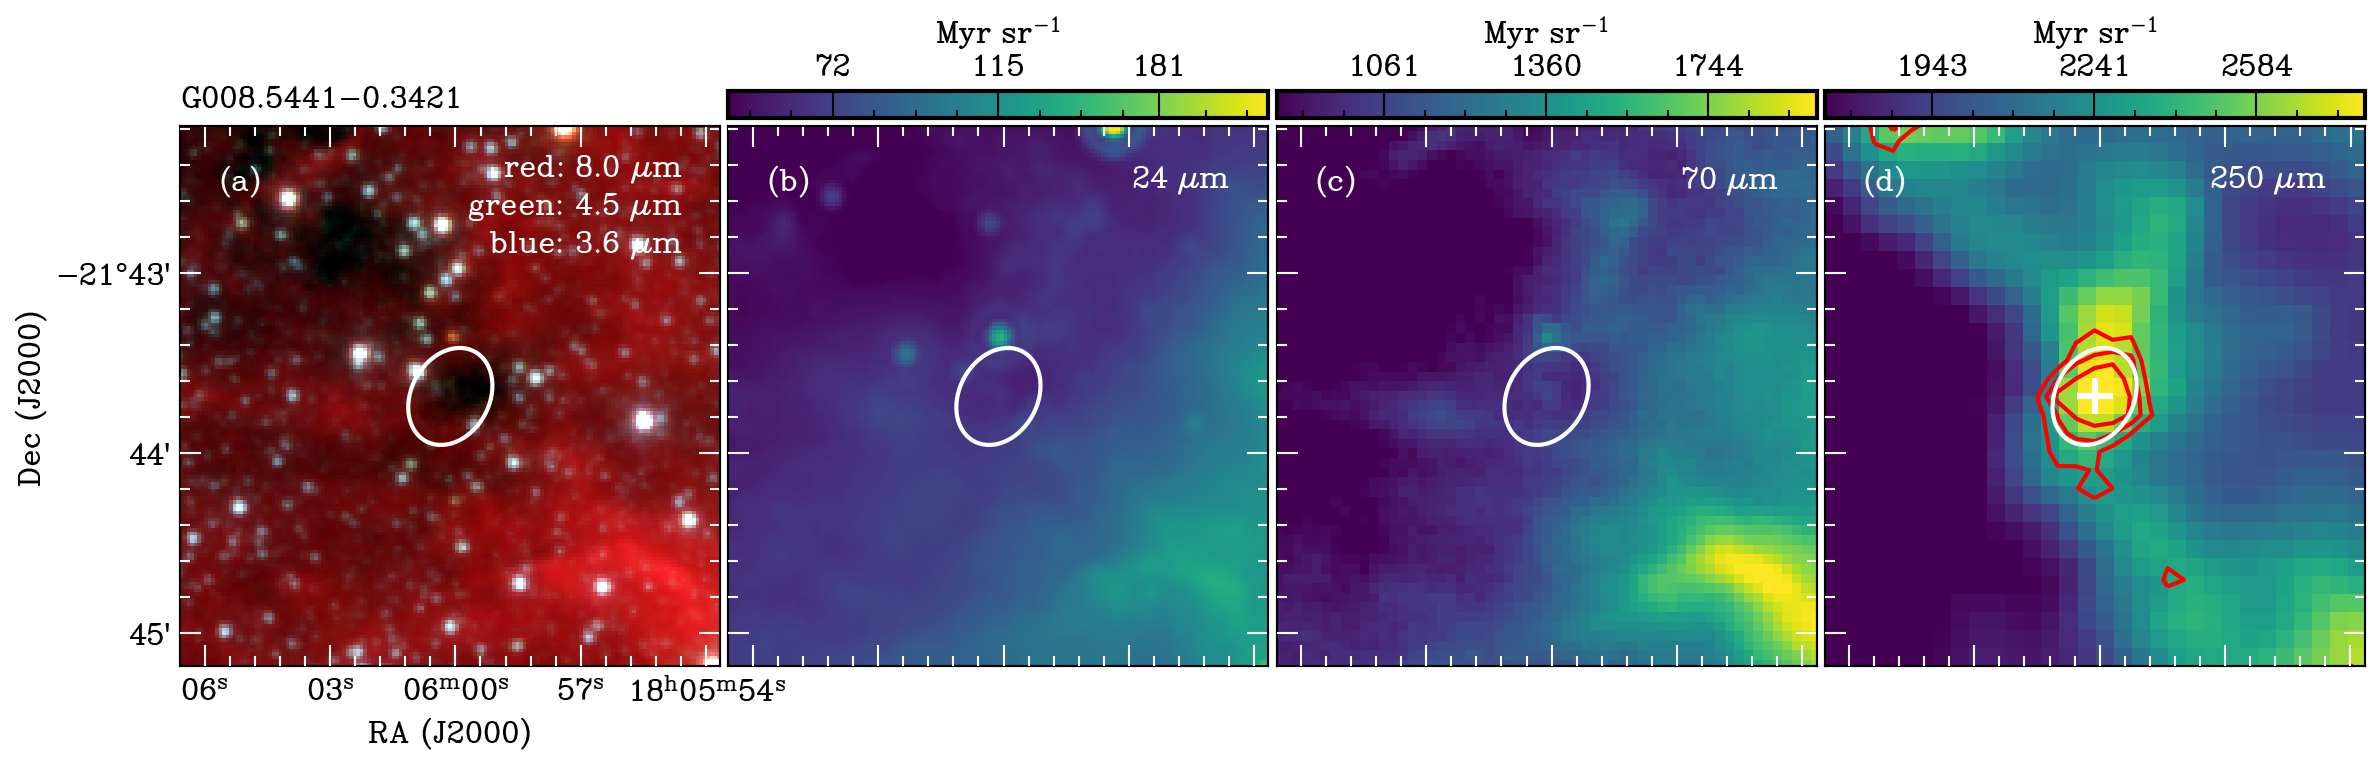 Myr sr⁻¹
Myr sr⁻¹
Myr sr⁻¹
72 115 181
1061 1360 1744
1943 2241 2584
G008.5441−0.3421
(a)
red: 8.0 μm
green: 4.5 μm
blue: 3.6 μm
(b)
24 μm
(c)
70 μm
(d)
250 μm
−21°43'
44'
45'
Dec (J2000)
06ˢ 03ˢ 06ᵐ00ˢ 57ˢ 18ʰ05ᵐ54ˢ
RA (J2000)